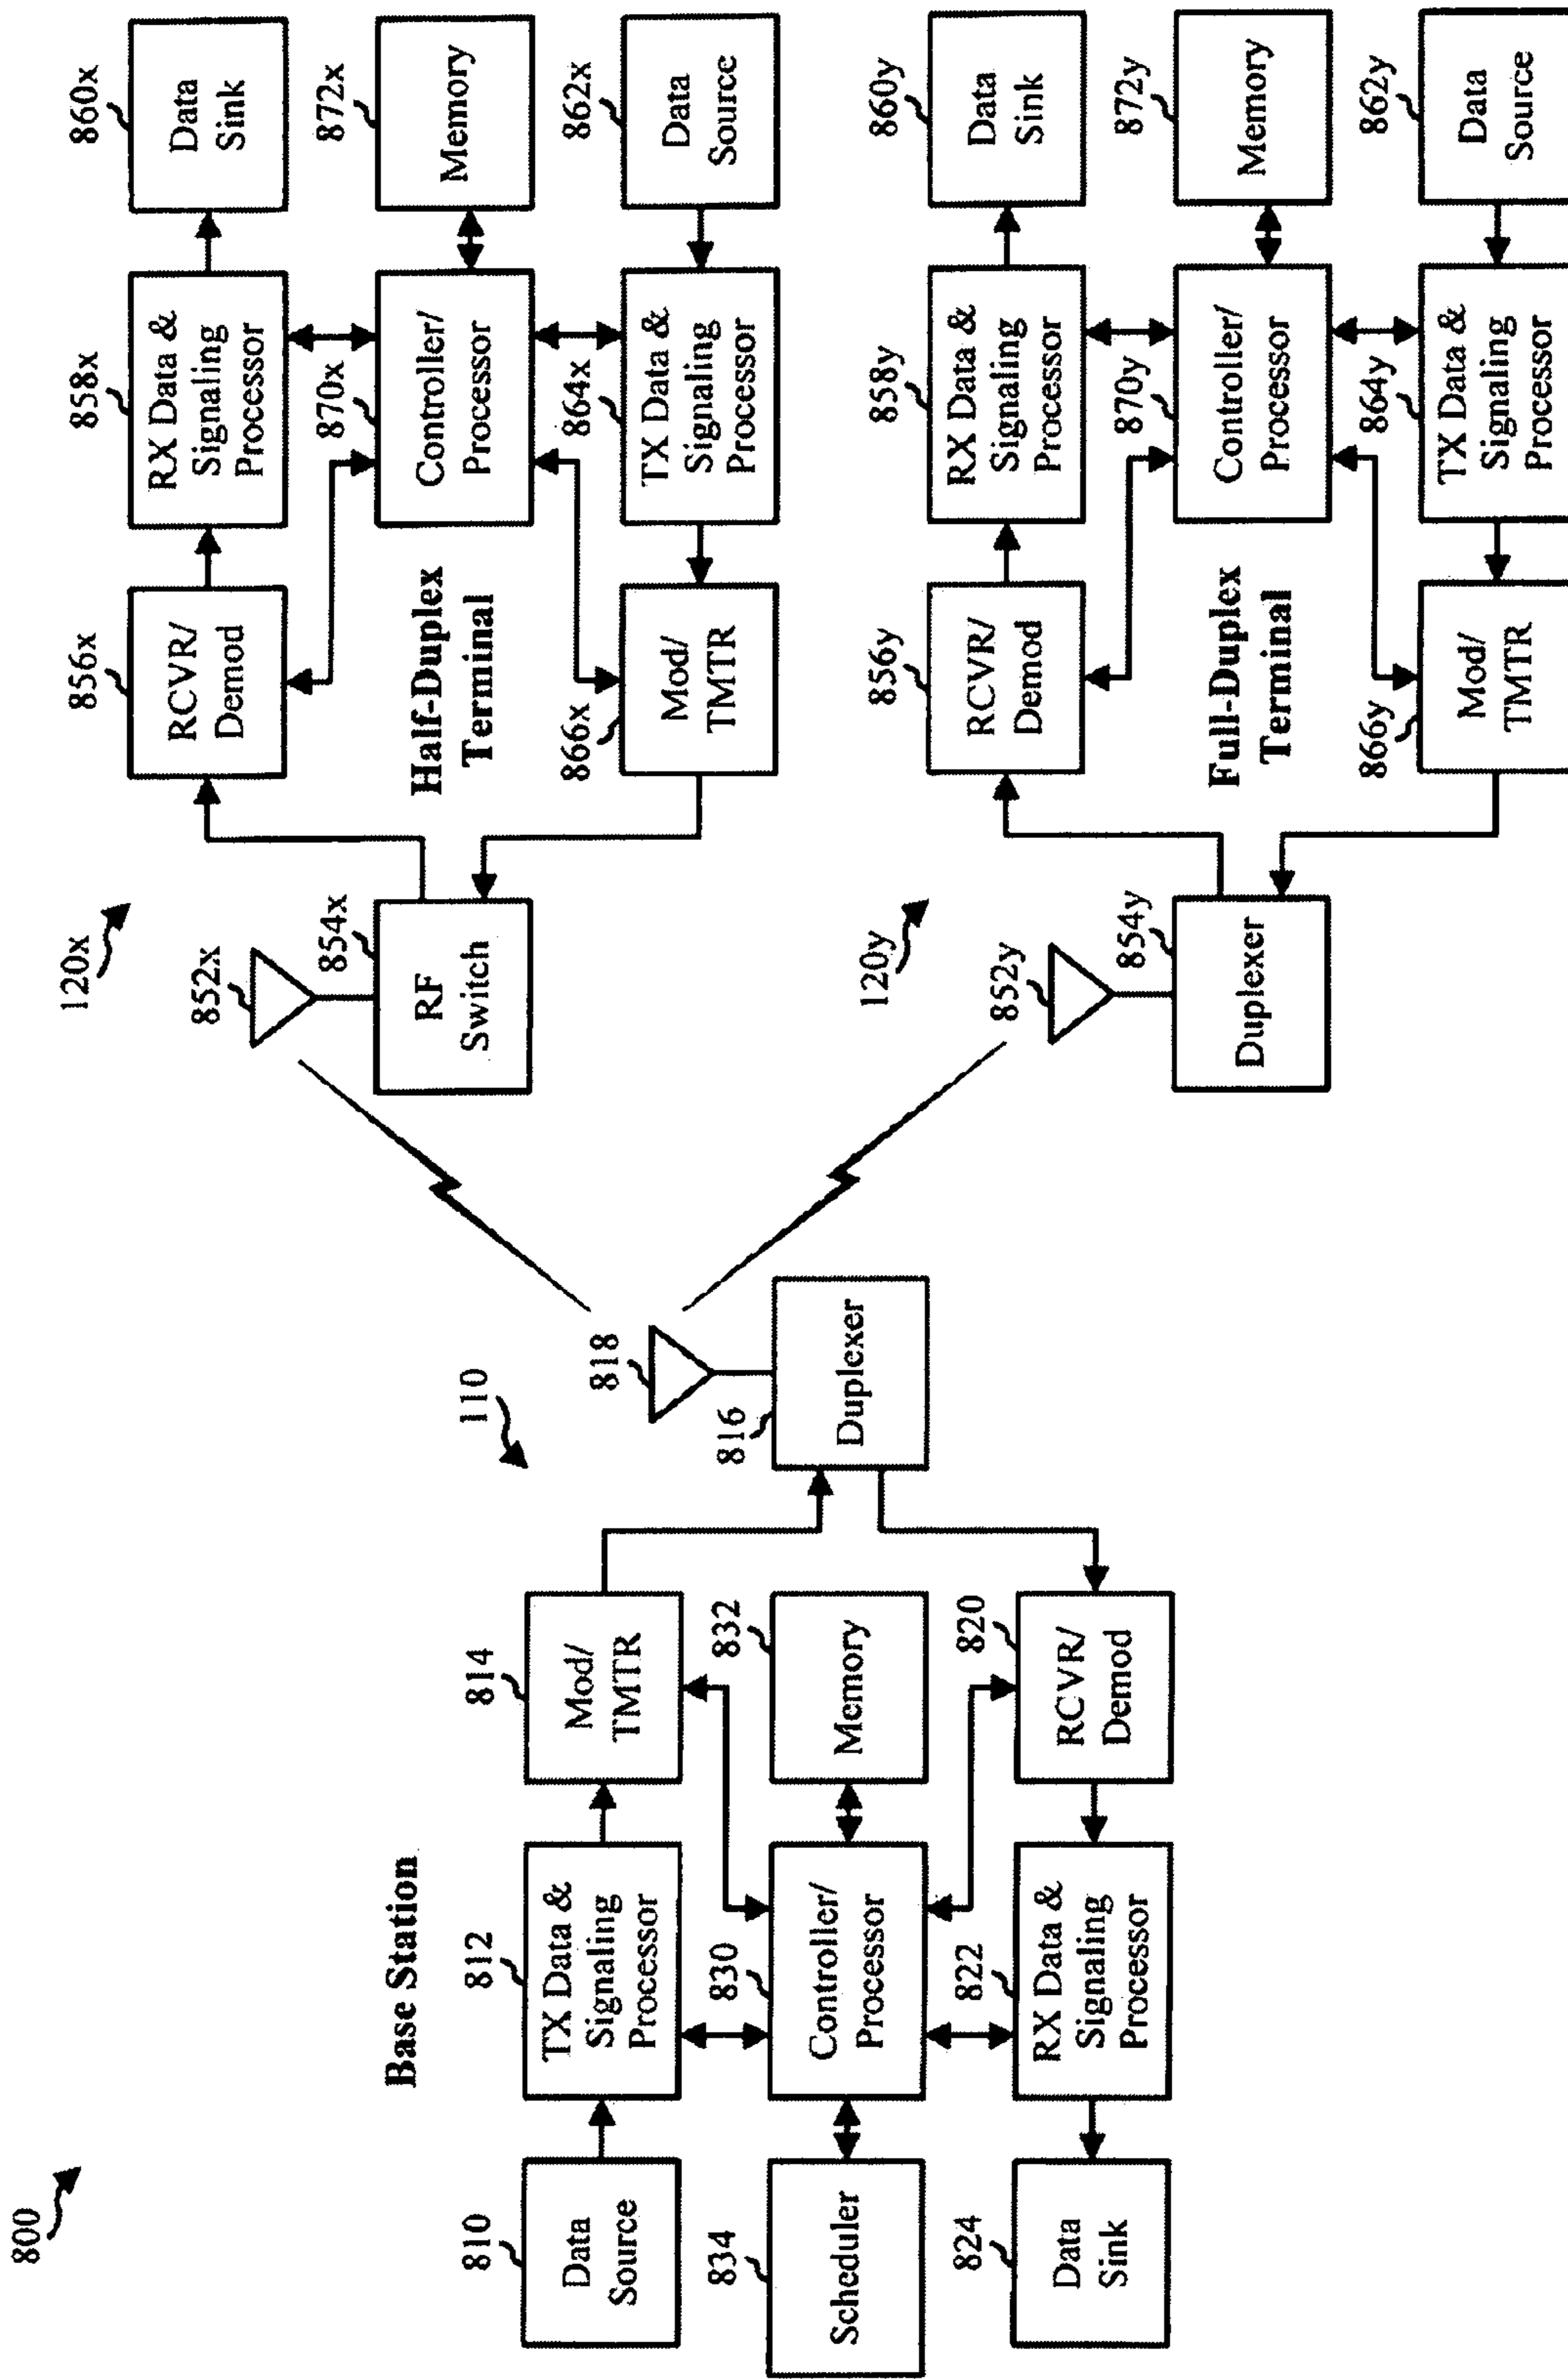 800
Base Station
110
810
Data
Source
812
TX Data &
Signaling
Processor
814
Mod/
TMTR
816
Duplexer
818
834
Scheduler
830
Controller/
Processor
832
Memory
824
Data
Sink
822
RX Data &
Signaling
Processor
820
RCVR/
Demod
120x
852x
854x
RF
Switch
856x
RCVR/
Demod
858x
RX Data &
Signaling
Processor
860x
Data
Sink
Half-Duplex
Terminal
870x
Controller/
Processor
872x
Memory
866x
Mod/
TMTR
864x
TX Data &
Signaling
Processor
862x
Data
Source
120y
852y
854y
Duplexer
856y
RCVR/
Demod
858y
RX Data &
Signaling
Processor
860y
Data
Sink
Full-Duplex
Terminal
870y
Controller/
Processor
872y
Memory
866y
Mod/
TMTR
864y
TX Data &
Signaling
Processor
862y
Data
Source